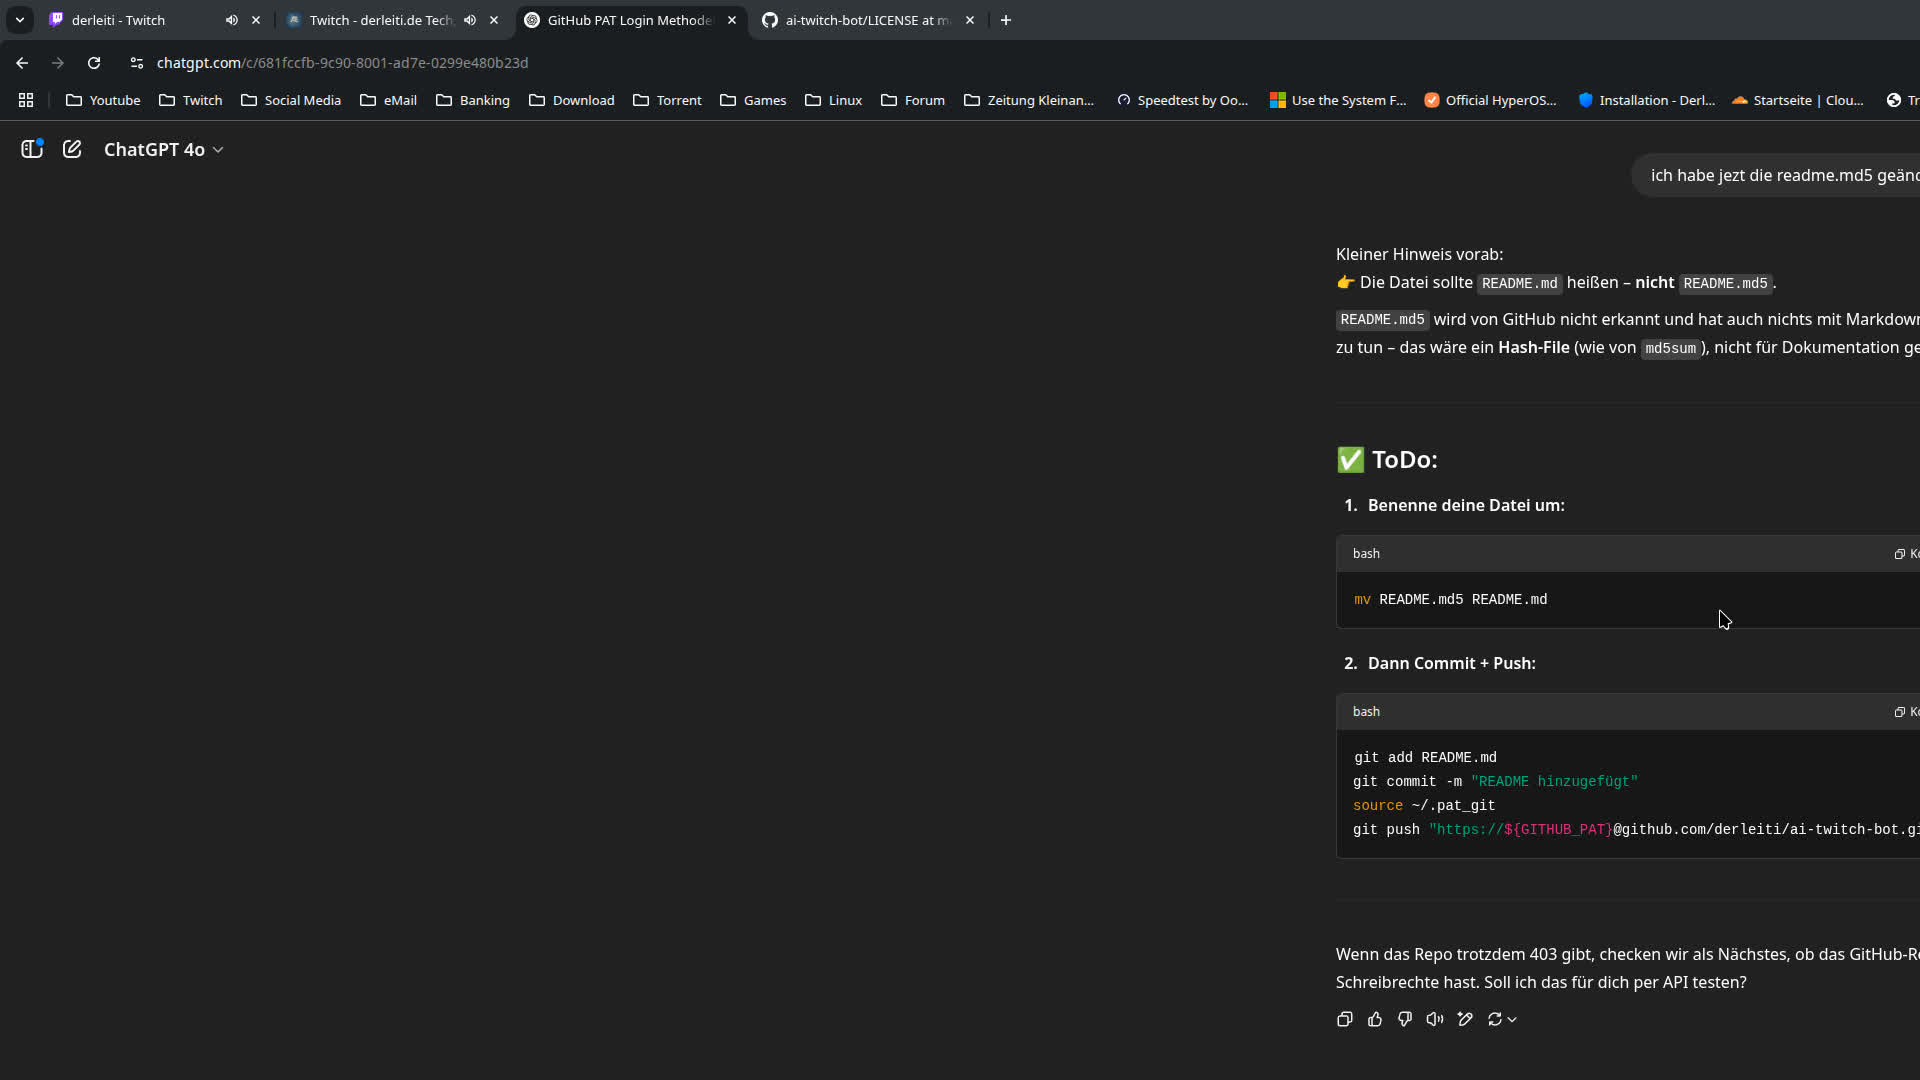 derleiti - Twitch
Twitch - derleiti.de Tech
GitHub PAT Login Methode
ai-twitch-bot/LICENSE at m
chatgpt.com/c/681fccfb-9c90-8001-ad7e-0299e480b23d
Youtube
Twitch
Social Media
eMail
Banking
Download
Torrent
Games
Linux
Forum
Zeitung Kleinan...
Speedtest by Oo...
Use the System F...
Official HyperOS...
Installation - Derl...
Startseite | Clou...
Tr
ChatGPT 4o
ich habe jezt die readme.md5 geänd
Kleiner Hinweis vorab:
👉 Die Datei sollte README.md heißen – nicht README.md5.
README.md5 wird von GitHub nicht erkannt und hat auch nichts mit Markdown
zu tun – das wäre ein Hash-File (wie von md5sum), nicht für Dokumentation ge
✅ ToDo:
1. Benenne deine Datei um:
bash
Ko
mv README.md5 README.md
2. Dann Commit + Push:
bash
Ko
git add README.md
git commit -m "README hinzugefügt"
source ~/.pat_git
git push "https://${GITHUB_PAT}@github.com/derleiti/ai-twitch-bot.gi
Wenn das Repo trotzdem 403 gibt, checken wir als Nächstes, ob das GitHub-Re
Schreibrechte hast. Soll ich das für dich per API testen?